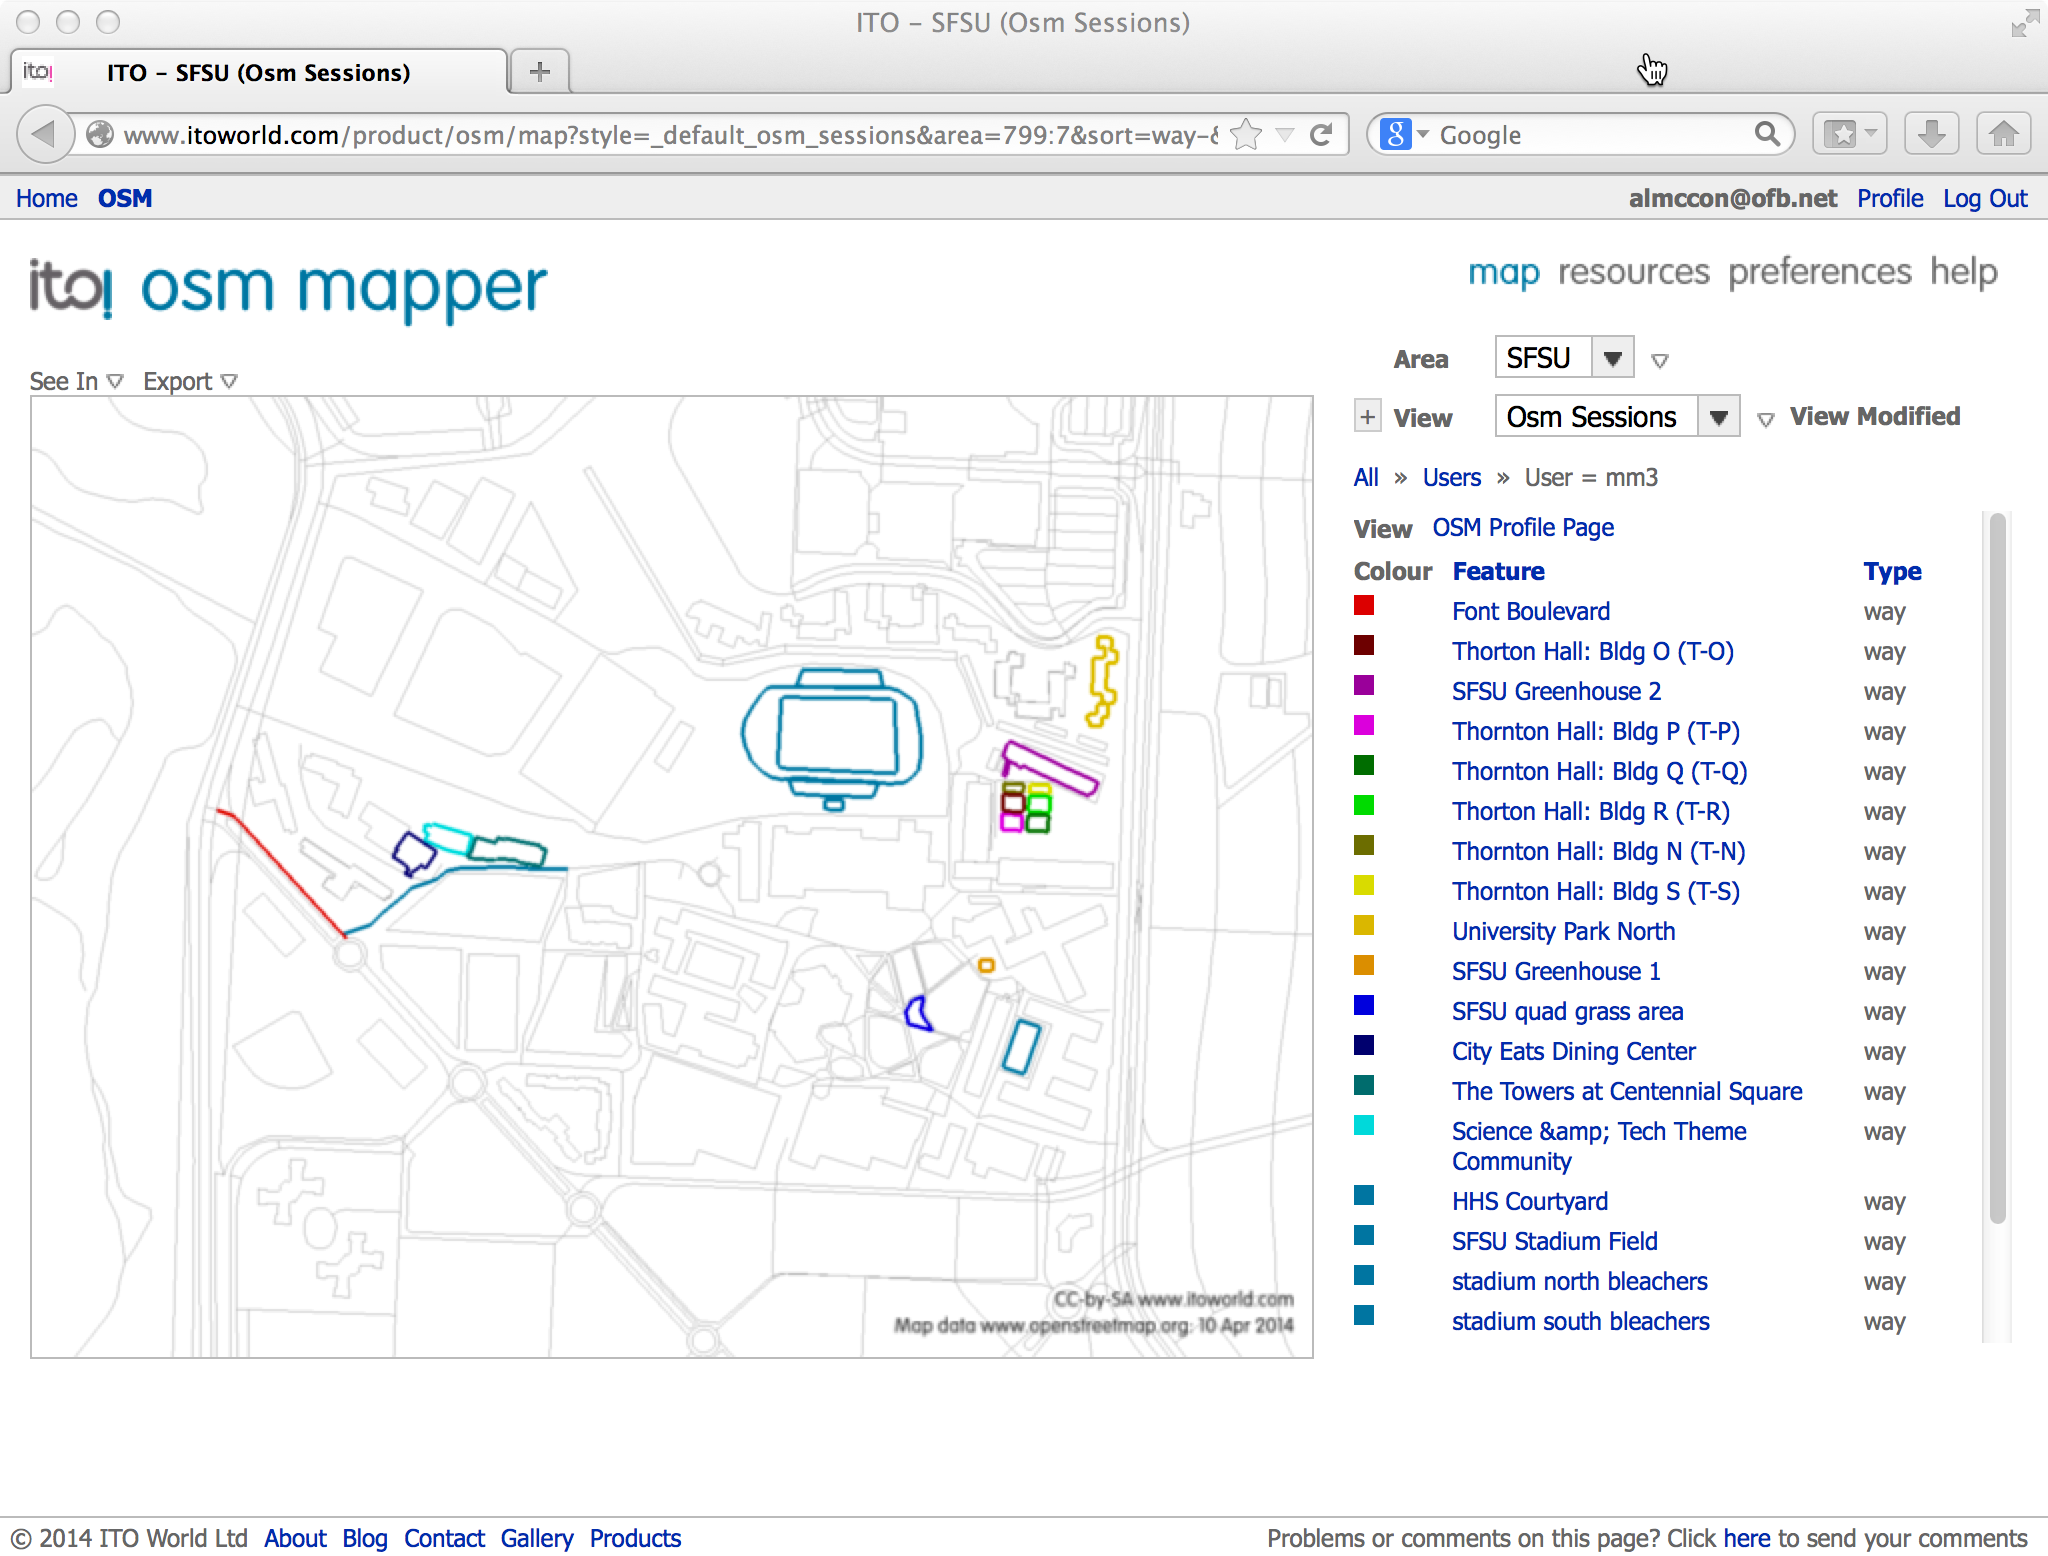 ITO – SFSU (Osm Sessions)
ito! ITO – SFSU (Osm Sessions) +
www.itoworld.com/product/osm/map?style=_default_osm_sessions&area=799:7&sort=way-& g Google
Home OSM almccon@ofb.net Profile Log Out
ito! osm mapper
map resources preferences help
Area SFSU
+ View Osm Sessions View Modified
See In Export
All » Users » User = mm3
View OSM Profile Page
Colour Feature Type
Font Boulevard way
Thorton Hall: Bldg O (T-O) way
SFSU Greenhouse 2 way
Thornton Hall: Bldg P (T-P) way
Thornton Hall: Bldg Q (T-Q) way
Thorton Hall: Bldg R (T-R) way
Thornton Hall: Bldg N (T-N) way
Thornton Hall: Bldg S (T-S) way
University Park North way
SFSU Greenhouse 1 way
SFSU quad grass area way
City Eats Dining Center way
The Towers at Centennial Square way
Science &amp; Tech Theme way
Community
HHS Courtyard way
SFSU Stadium Field way
stadium north bleachers way
stadium south bleachers way
CC-by-SA www.itoworld.com
Map data www.openstreetmap.org: 10 Apr 2014
© 2014 ITO World Ltd About Blog Contact Gallery Products
Problems or comments on this page? Click here to send your comments